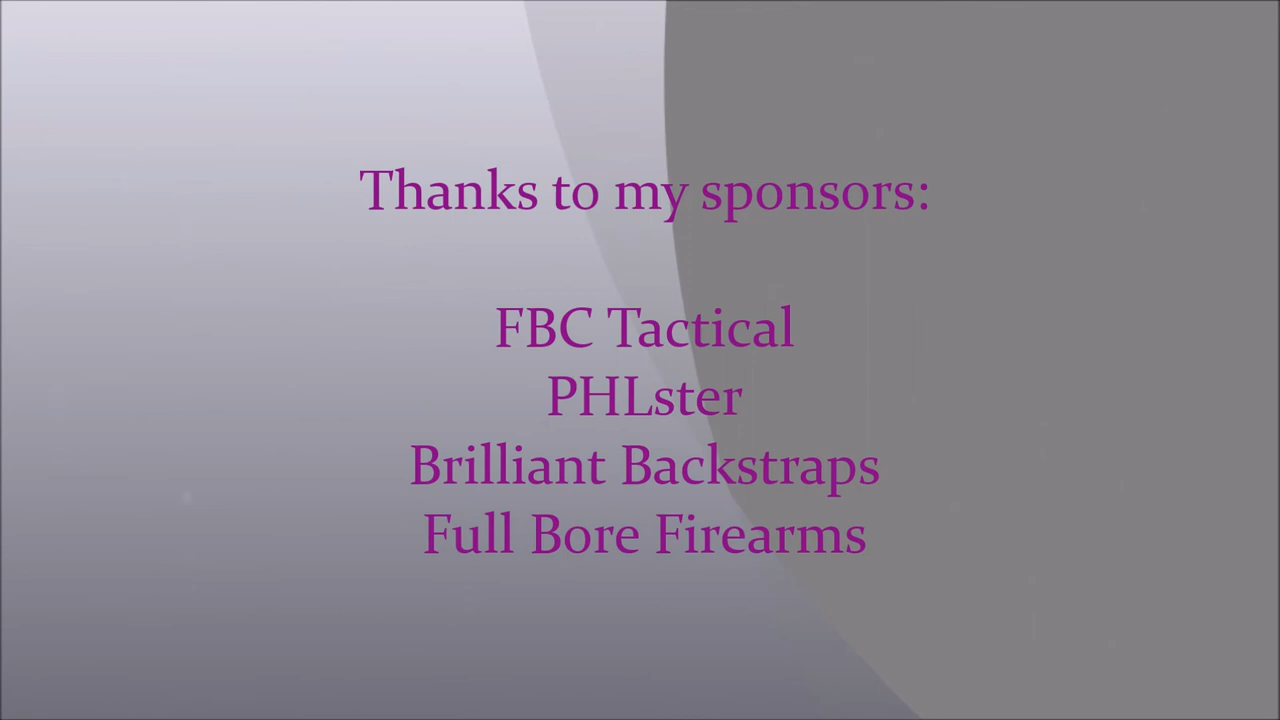 Thanks to my sponsors:
FBC Tactical
PHLster
Brilliant Backstraps
Full Bore Firearms